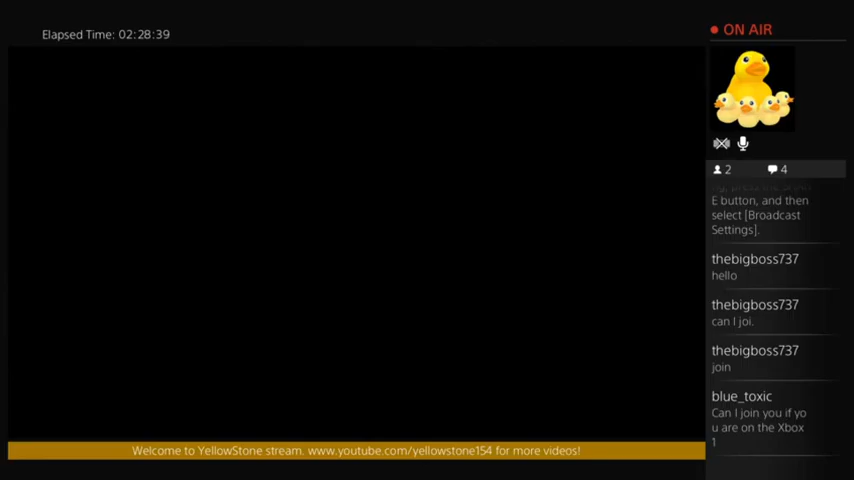 Elapsed Time: 02:28:39
ON AIR
2
4
E button, and then
select [Broadcast
Settings].
thebigboss737
hello
thebigboss737
can I joi.
thebigboss737
join
blue_toxic
Can I join you if yo
u are on the Xbox
1
Welcome to YellowStone stream. www.youtube.com/yellowstone154 for more videos!